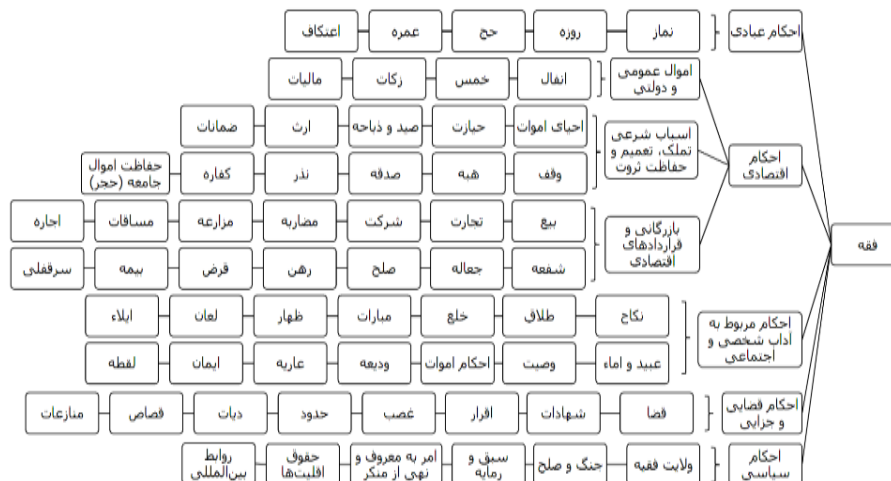 فقه
احکام عبادی
نماز
روزه
حج
عمره
اعتکاف
احکام
اقتصادی
اموال عمومی
و دولتي
انفال
خمس
زکات
مالیات
اسباب شرعی
تملک، تعمیم و
حفاظت ثروت
احیای اموات
حیازت
صید و ذباحه
ارث
ضمانات
وقف
هبه
صدقه
نذر
کفاره
حفاظت اموال
جامعه (حجر)
بازرگانی و
قراردادهای
اقتصادی
بیع
تجارت
شرکت
مضاربه
مزارعه
مساقات
اجاره
شفعه
جعاله
صلح
رهن
قرض
بیمه
سرقفلی
احکام مربوط به
آداب شخصی و
اجتماعی
نکاح
طلاق
خلع
مبارات
ظهار
لعان
ایلاء
عبید و اماء
وصیت
احکام اموات
ودیعه
عاریه
ایمان
لقطه
احکام قضایی
و جزایی
قضا
شهادات
اقرار
غصب
حدود
دیات
قصاص
منازعات
احکام
سیاسی
ولایت فقیه
جنگ و صلح
سبق و
رمایه
امر به معروف و
نهی از منکر
حقوق
اقلیت‌ها
روابط
بین‌المللی